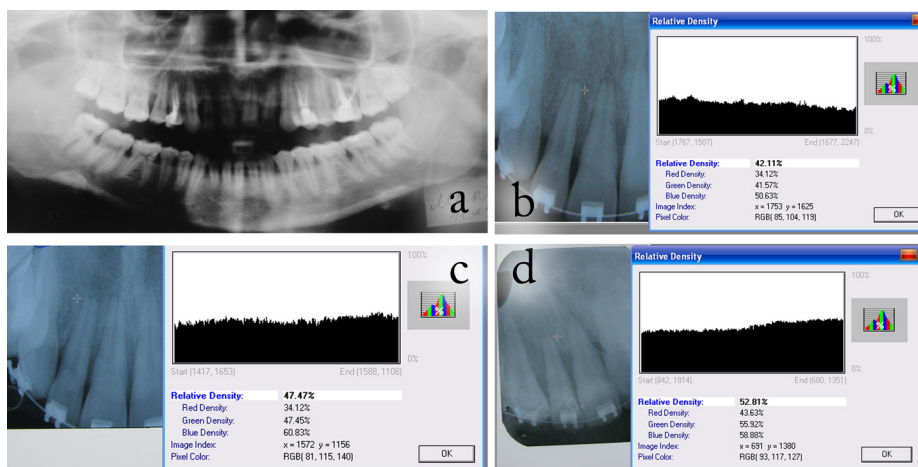 a
b
Relative Density
100%
0%
Start (1767, 1507) End (1677, 2247)
Relative Density: 42.11%
Red Density: 34.12%
Green Density: 41.57%
Blue Density: 50.63%
Image Index: x = 1753 y = 1625
Pixel Color: RGB( 85, 104, 119)
OK
c
100%
0%
Start (1417, 1653) End (1588, 1108)
Relative Density: 47.47%
Red Density: 34.12%
Green Density: 47.45%
Blue Density: 60.83%
Image Index: x = 1572 y = 1156
Pixel Color: RGB( 81, 115, 140)
OK
d
Relative Density
100%
0%
Start (842, 1814) End (680, 1351)
Relative Density: 52.81%
Red Density: 43.63%
Green Density: 55.92%
Blue Density: 58.88%
Image Index: x = 691 y = 1380
Pixel Color: RGB( 93, 117, 127)
OK